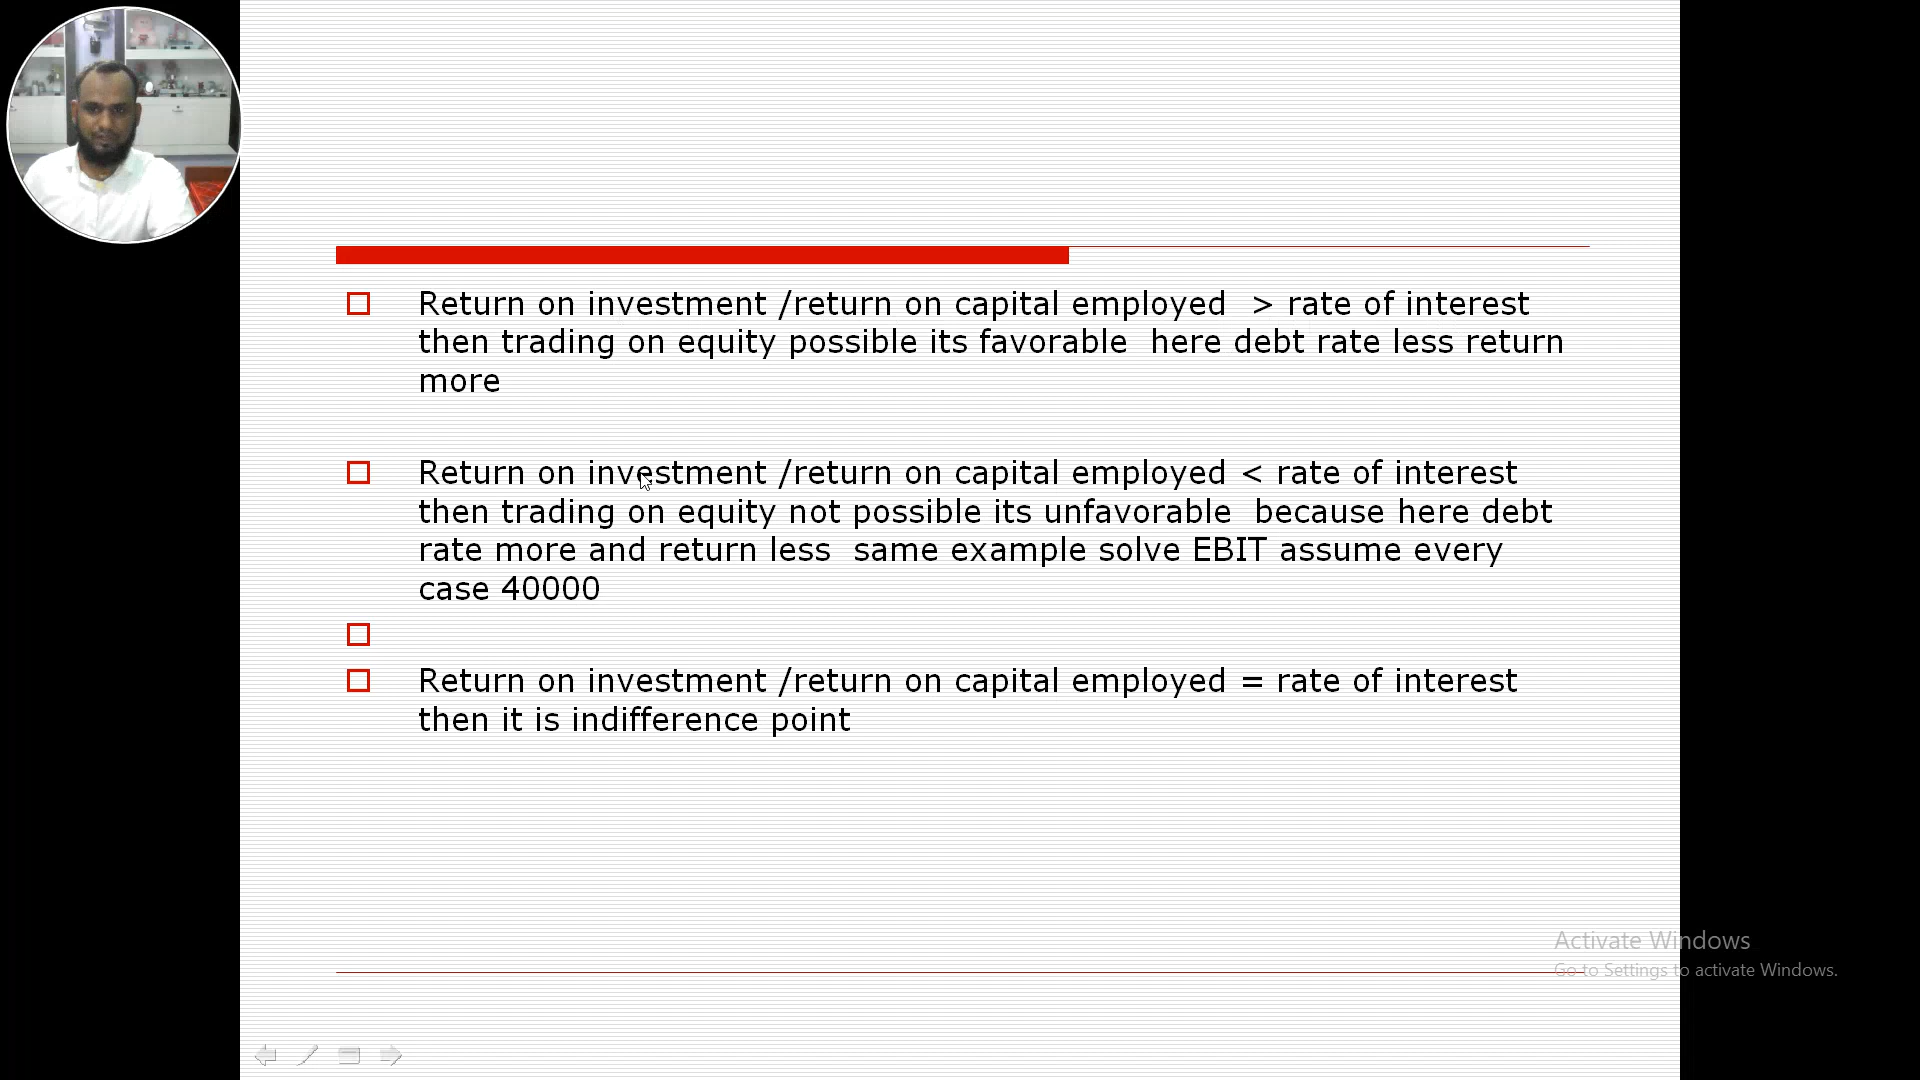 Return on investment /return on capital employed  > rate of interest
then trading on equity possible its favorable  here debt rate less return
more
Return on investment /return on capital employed < rate of interest
then trading on equity not possible its unfavorable  because here debt
rate more and return less  same example solve EBIT assume every
case 40000
Return on investment /return on capital employed = rate of interest
then it is indifference point
Activate Windows
Go to Settings to activate Windows.